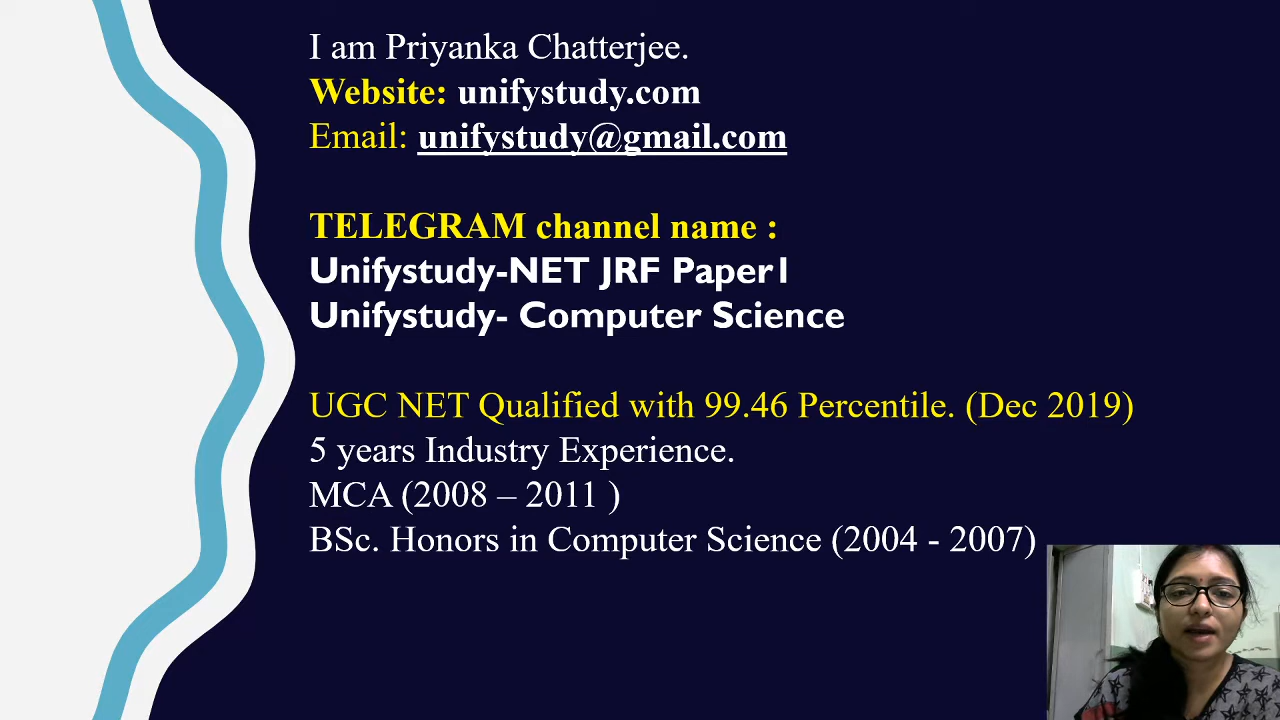 I am Priyanka Chatterjee.
Website: unifystudy.com
Email: unifystudy@gmail.com
TELEGRAM channel name :
Unifystudy-NET JRF Paper1
Unifystudy- Computer Science
UGC NET Qualified with 99.46 Percentile. (Dec 2019)
5 years Industry Experience.
MCA (2008 – 2011 )
BSc. Honors in Computer Science (2004 - 2007)